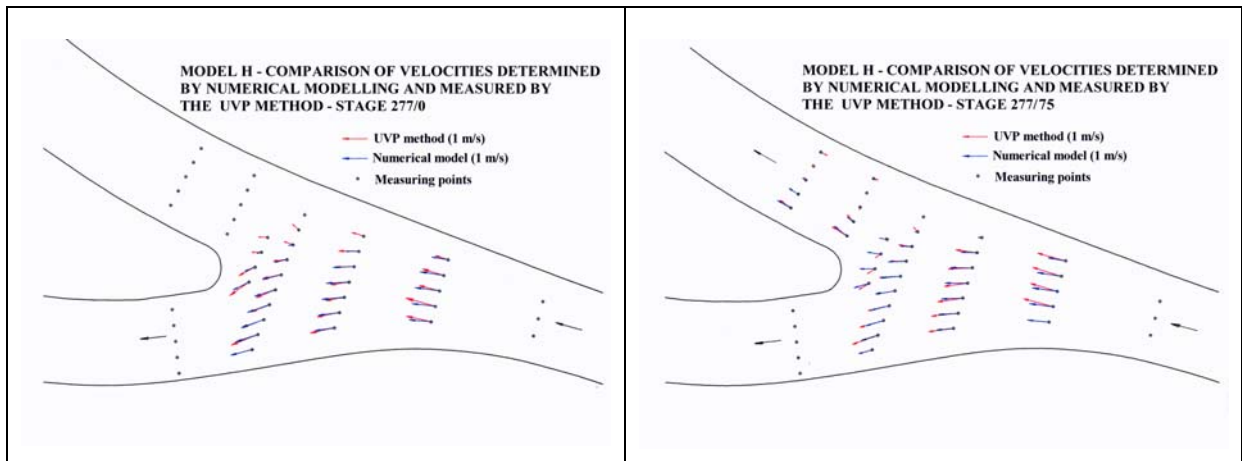 MODEL H - COMPARISON OF VELOCITIES DETERMINED
BY NUMERICAL MODELLING AND MEASURED BY
THE UVP METHOD - STAGE 277/0
UVP method (1 m/s)
Numerical model (1 m/s)
Measuring points
MODEL H - COMPARISON OF VELOCITIES DETERMINED
BY NUMERICAL MODELLING AND MEASURED BY
THE UVP METHOD - STAGE 277/75
UVP method (1 m/s)
Numerical model (1 m/s)
Measuring points